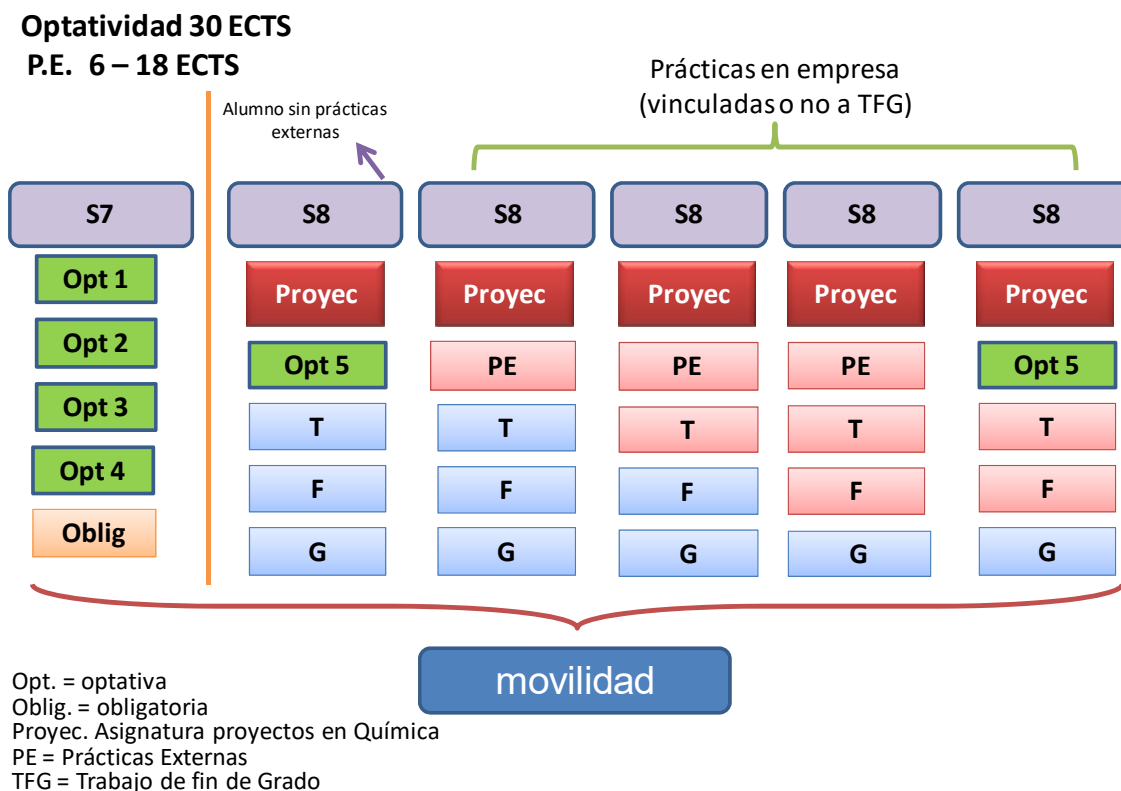 Optatividad 30 ECTS
P.E. 6 – 18 ECTS
Alumno sin prácticas
externas
Prácticas en empresa
(vinculadas o no a TFG)
S7
S8
S8
S8
S8
S8
Opt 1
Opt 2
Opt 3
Opt 4
Oblig
Proyec
Opt 5
T
F
G
Proyec
PE
T
F
G
Proyec
PE
T
F
G
Proyec
PE
T
F
G
Proyec
Opt 5
T
F
G
movilidad
Opt. = optativa
Oblig. = obligatoria
Proyec. Asignatura proyectos en Química
PE = Prácticas Externas
TFG = Trabajo de fin de Grado